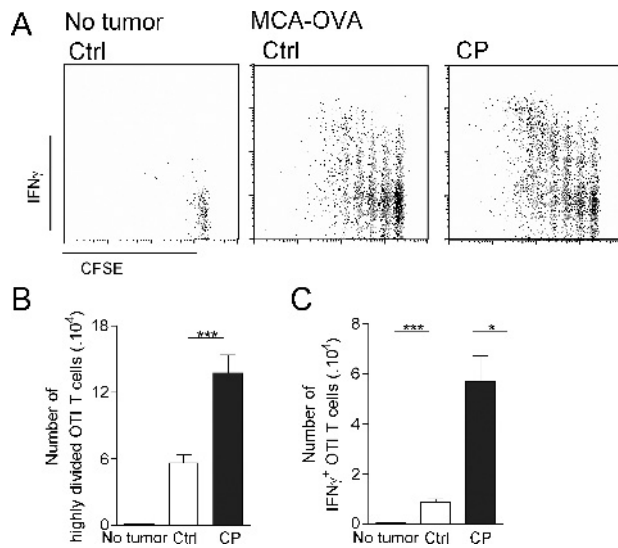 A
No tumor
MCA-OVA
Ctrl
Ctrl
CP
IFNγ
CFSE
B
C
Number of
highly divided OTI T cells (.10⁴)
18
12
6
0
***
No tumor Ctrl CP
Number of
IFNγ⁺ OTI T cells (.10⁴)
8
6
4
2
0
***
*
No tumor Ctrl CP